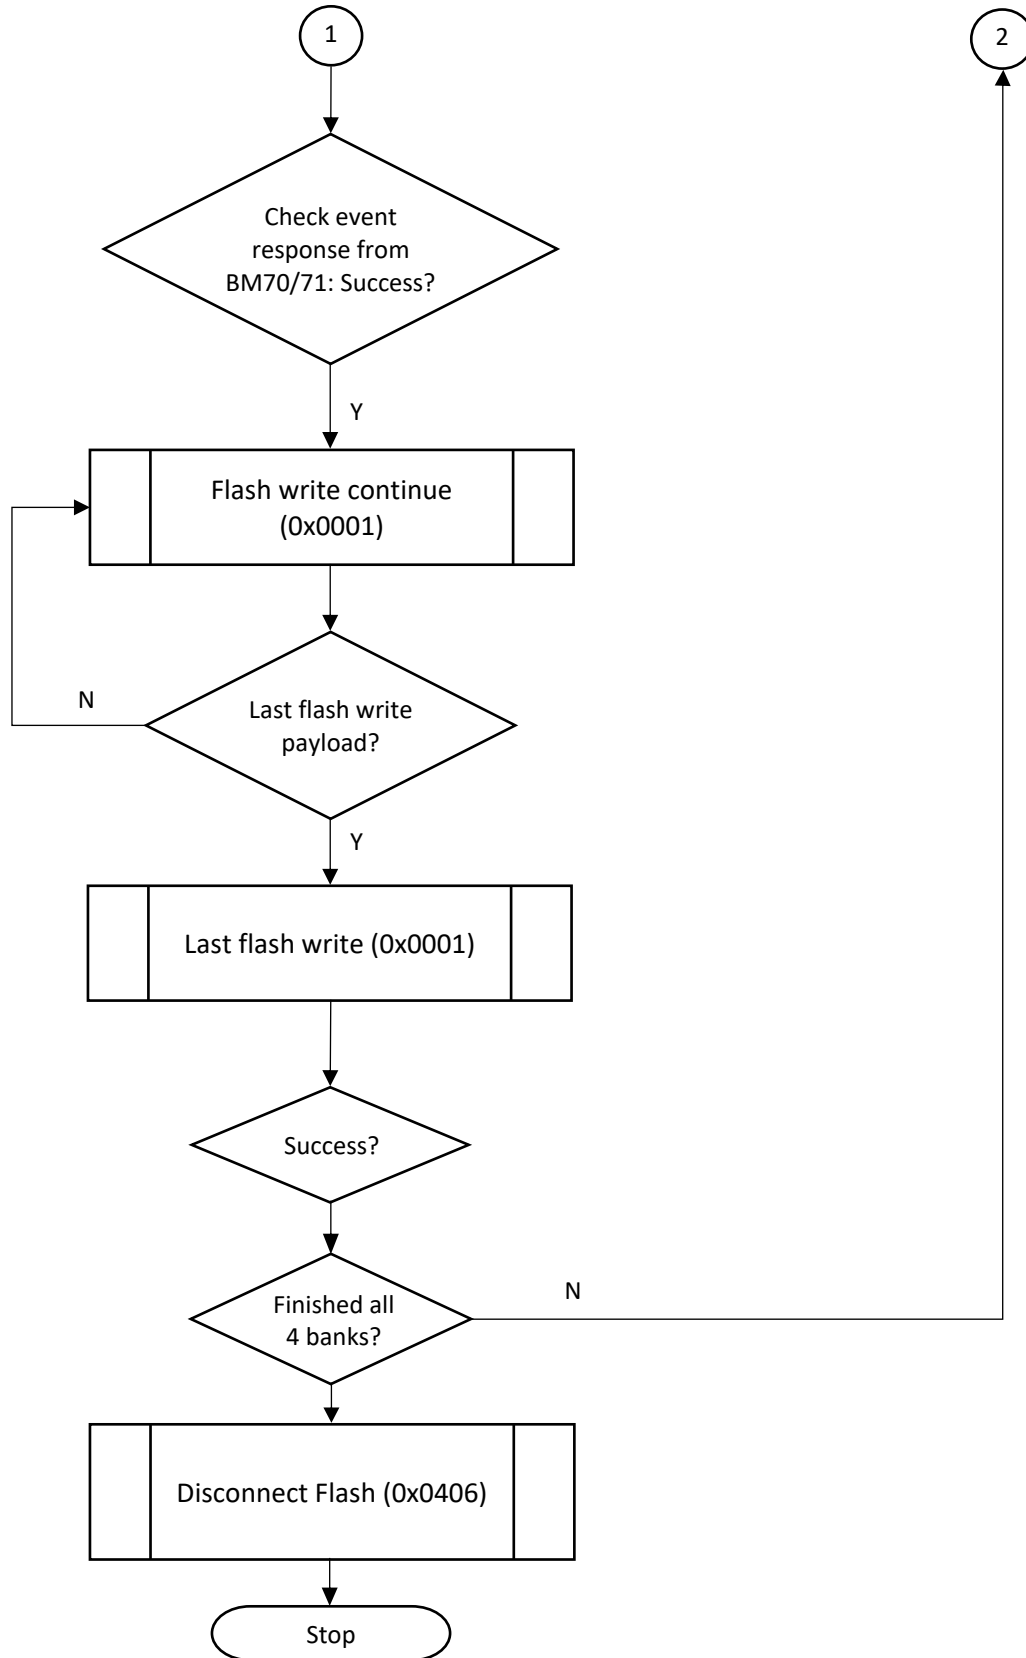 1
2
Check event
response from
BM70/71: Success?
Y
Flash write continue
(0x0001)
N
Last flash write
payload?
Y
Last flash write (0x0001)
Success?
N
Finished all
4 banks?
Disconnect Flash (0x0406)
Stop